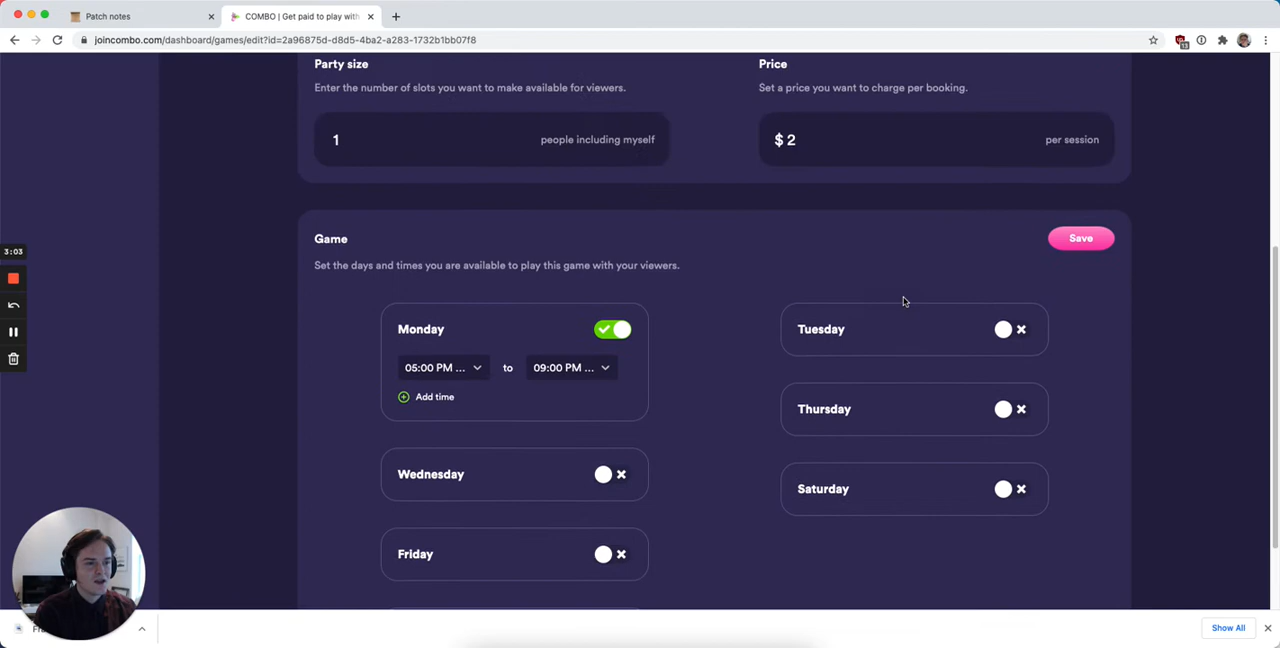 Patch notes
COMBO | Get paid to play with
joincombo.com/dashboard/games/edit?id=2a96875d-d8d5-4ba2-a283-1732b1bb07f8
13
Party size
Price
Enter the number of slots you want to make available for viewers.
Set a price you want to charge per booking.
1 people including myself
$ 2 per session
3:03
Game
Save
Set the days and times you are available to play this game with your viewers.
Monday
05:00 PM ... to 09:00 PM ...
Add time
Tuesday
Thursday
Wednesday
Saturday
Friday
Show All